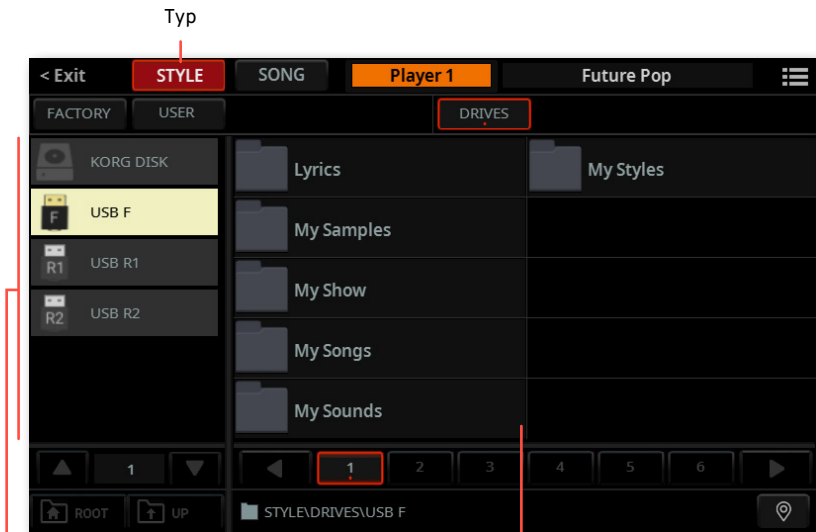 Typ
< Exit STYLE SONG Player 1 Future Pop
FACTORY USER DRIVES
KORG DISK
F USB F
R1 USB R1
R2 USB R2
Lyrics My Styles
My Samples
My Show
My Songs
My Sounds
1 1 2 3 4 5 6
ROOT UP STYLE\DRIVES\USB F